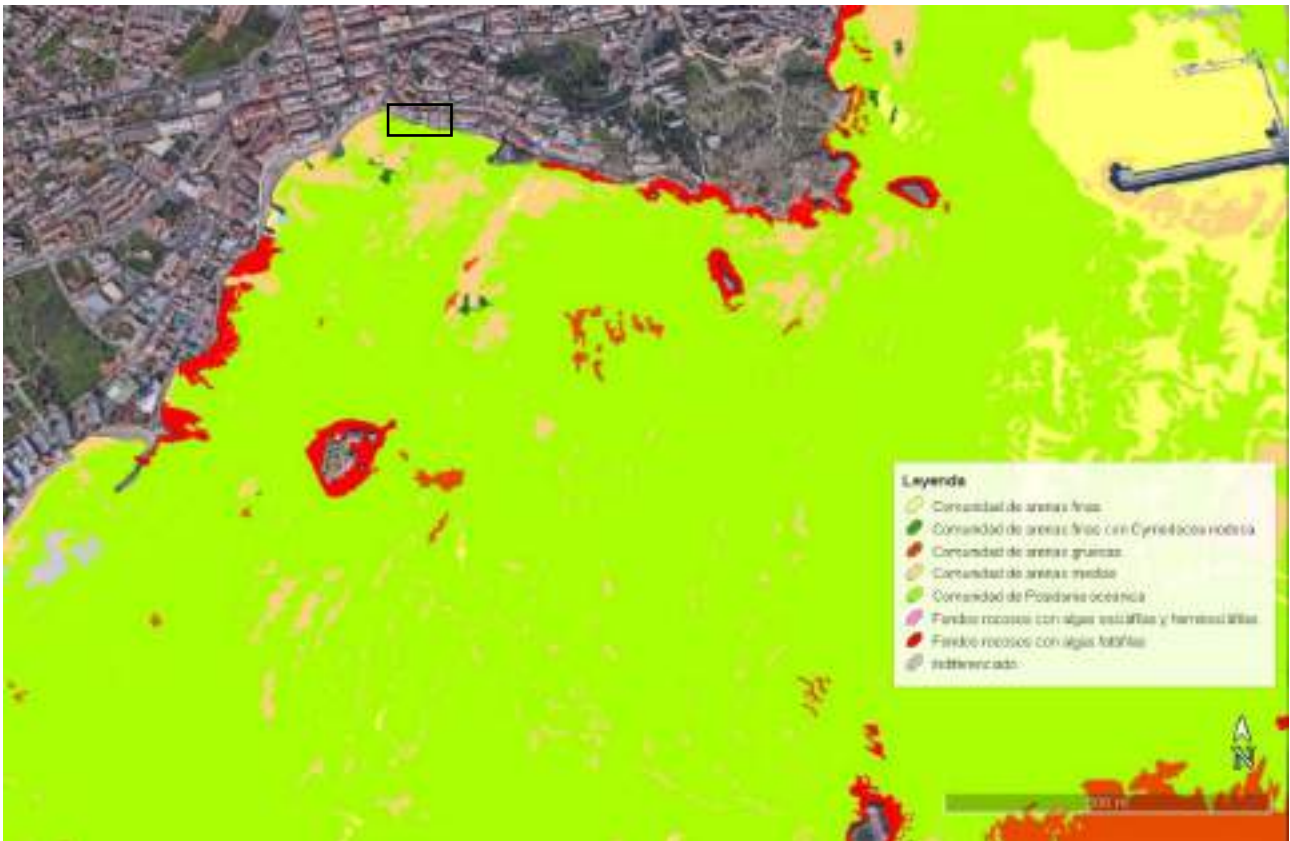 Leyenda
Comunidad de arenas finas
Comunidad de arenas finas con Cymodocea nodosa
Comunidad de arenas gruesas
Comunidad de arenas medias
Comunidad de Posidonia oceanica
Fondos rocosos con algas esciáfilas y hemiesciáfilas
Fondos rocosos con algas fotófilas
Indiferenciado
N